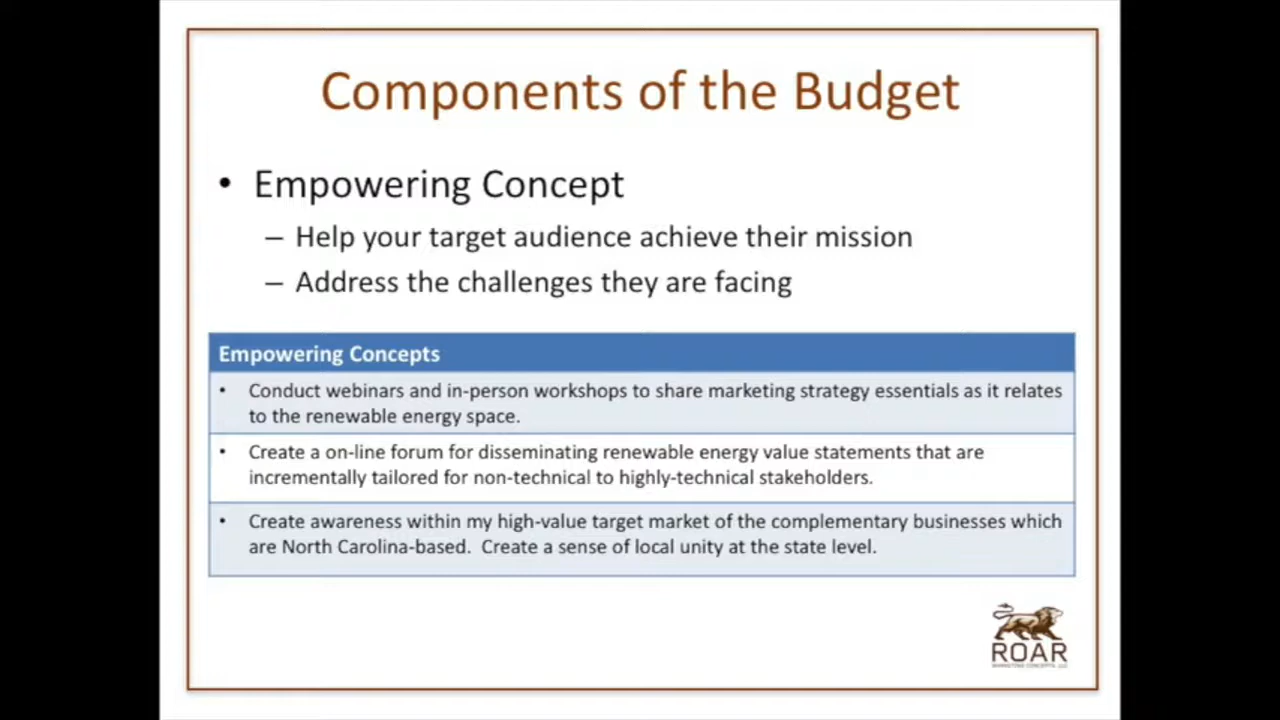 Components of the Budget
• Empowering Concept
– Help your target audience achieve their mission
– Address the challenges they are facing
Empowering Concepts
• Conduct webinars and in-person workshops to share marketing strategy essentials as it relates
to the renewable energy space.
• Create a on-line forum for disseminating renewable energy value statements that are
incrementally tailored for non-technical to highly-technical stakeholders.
• Create awareness within my high-value target market of the complementary businesses which
are North Carolina-based.  Create a sense of local unity at the state level.
ROAR
MARKETING CONCEPTS, LLC